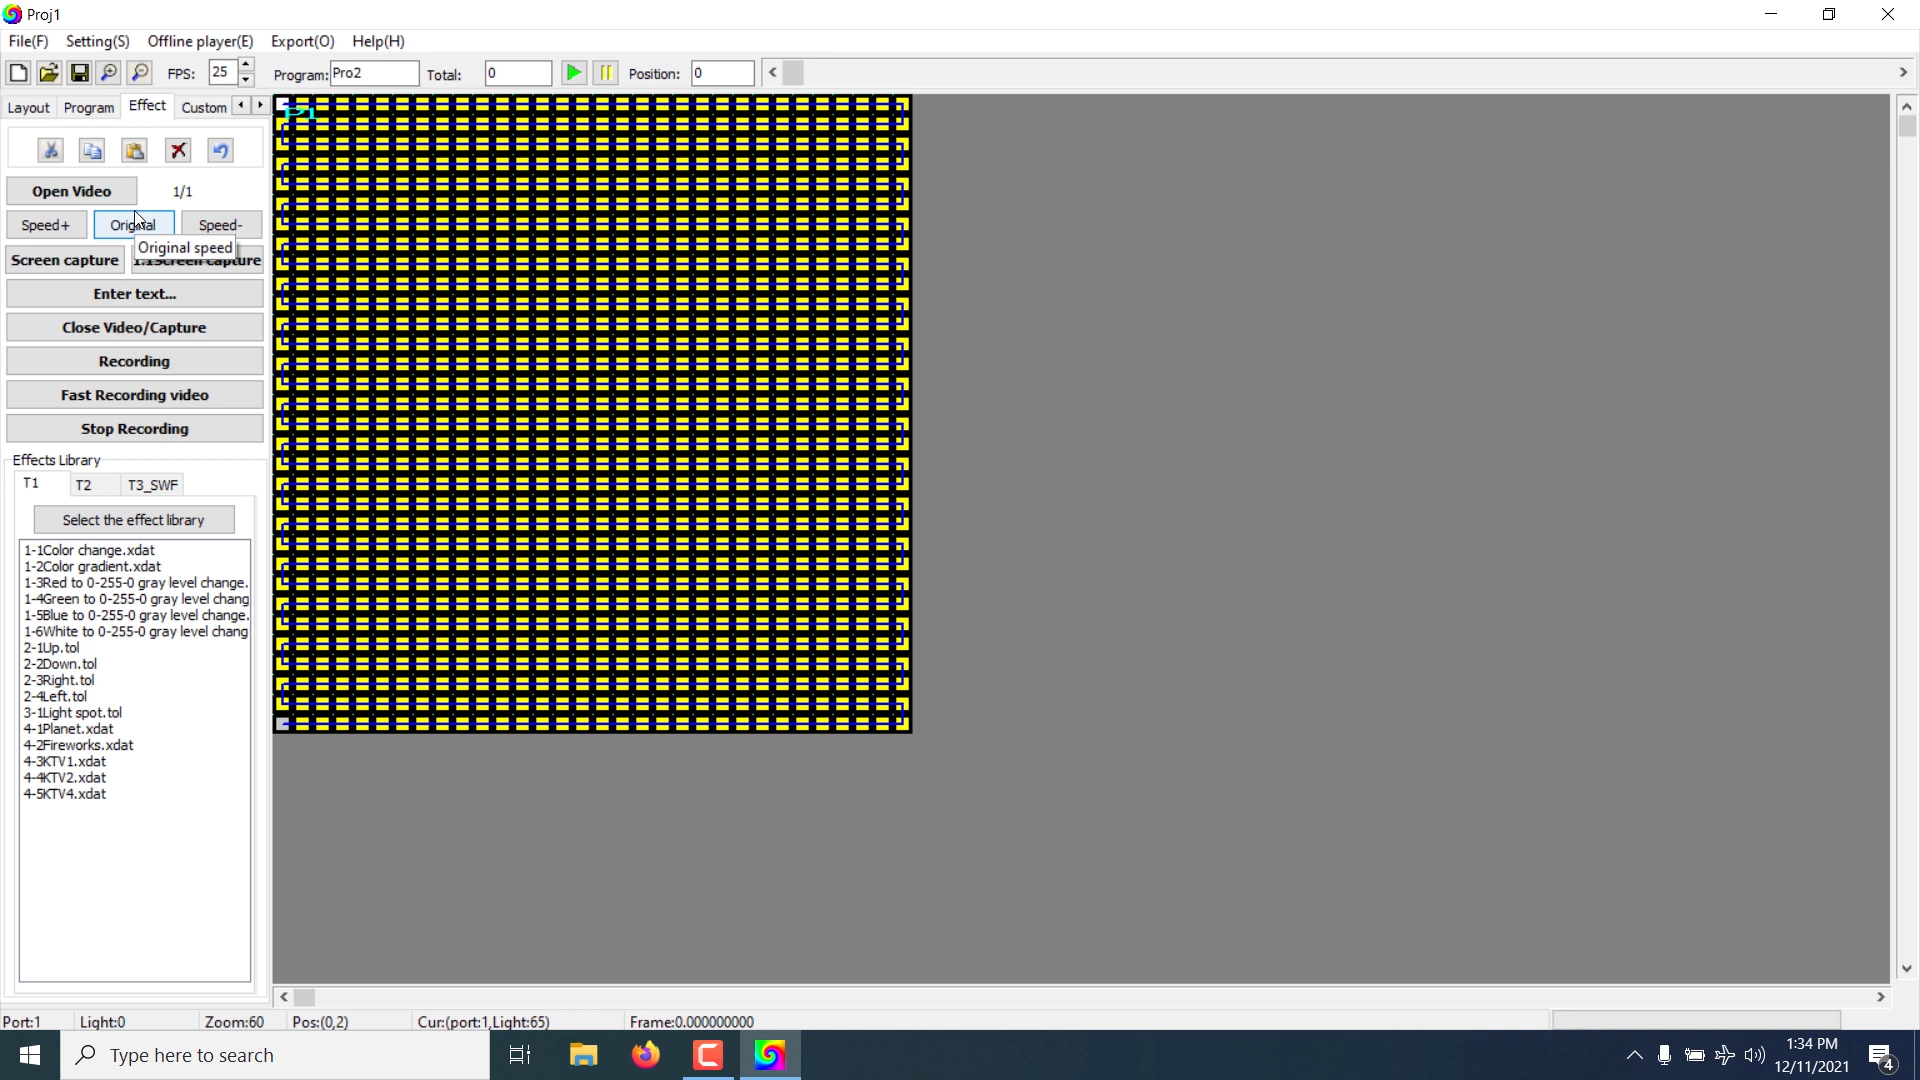 Proj1
File(F) Setting(S) Offline player(E) Export(O) Help(H)
FPS: 25 Program: Pro2 Total: 0 Position: 0
Layout Program Effect Custom
P1
Open Video 1/1
Speed+ Original Speed-
Original speed
Screen capture 1:1Screen capture
Enter text...
Close Video/Capture
Recording
Fast Recording video
Stop Recording
Effects Library
T1 T2 T3_SWF
Select the effect library
1-1Color change.xdat
1-2Color gradient.xdat
1-3Red to 0-255-0 gray level change.
1-4Green to 0-255-0 gray level chang
1-5Blue to 0-255-0 gray level change.
1-6White to 0-255-0 gray level chang
2-1Up.tol
2-2Down.tol
2-3Right.tol
2-4Left.tol
3-1Light spot.tol
4-1Planet.xdat
4-2Fireworks.xdat
4-3KTV1.xdat
4-4KTV2.xdat
4-5KTV4.xdat
Port:1 Light:0 Zoom:60 Pos:(0,2) Cur:(port:1,Light:65) Frame:0.000000000
Type here to search
1:34 PM
12/11/2021
4